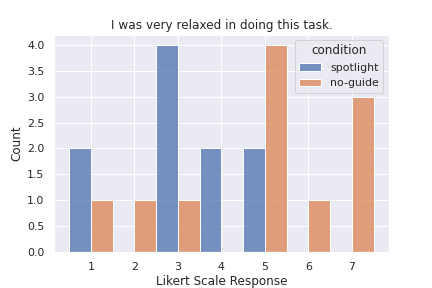 I was very relaxed in doing this task.
condition
spotlight
no-guide
4.0
3.5
3.0
2.5
2.0
1.5
1.0
0.5
0.0
Count
1 2 3 4 5 6 7
Likert Scale Response